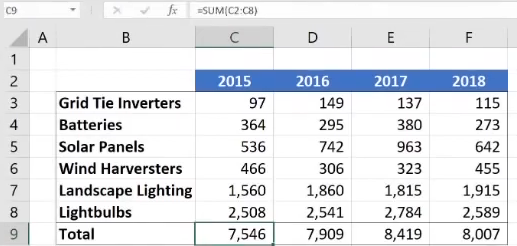 C9 fx =SUM(C2:C8)
A B C D E F
1
2 2015 2016 2017 2018
3 Grid Tie Inverters 97 149 137 115
4 Batteries 364 295 380 273
5 Solar Panels 536 742 963 642
6 Wind Harversters 466 306 323 455
7 Landscape Lighting 1,560 1,860 1,815 1,915
8 Lightbulbs 2,508 2,541 2,784 2,589
9 Total 7,546 7,909 8,419 8,007